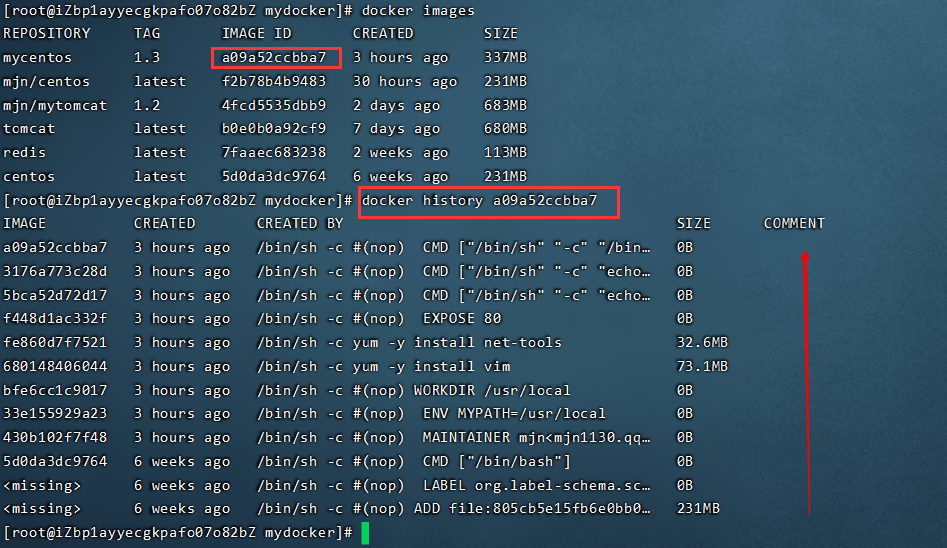 [root@iZbp1ayyecgkpafo07o82bZ mydocker]# docker images
REPOSITORY TAG IMAGE ID CREATED SIZE
mycentos 1.3 a09a52ccbba7 3 hours ago 337MB
mjn/centos latest f2b78b4b9483 30 hours ago 231MB
mjn/mytomcat 1.2 4fcd5535dbb9 2 days ago 683MB
tomcat latest b0e0b0a92cf9 7 days ago 680MB
redis latest 7faaec683238 2 weeks ago 113MB
centos latest 5d0da3dc9764 6 weeks ago 231MB
[root@iZbp1ayyecgkpafo07o82bZ mydocker]# docker history a09a52ccbba7
IMAGE CREATED CREATED BY SIZE COMMENT
a09a52ccbba7 3 hours ago /bin/sh -c #(nop) CMD ["/bin/sh" "-c" "/bin… 0B
3176a773c28d 3 hours ago /bin/sh -c #(nop) CMD ["/bin/sh" "-c" "echo… 0B
5bca52d72d17 3 hours ago /bin/sh -c #(nop) CMD ["/bin/sh" "-c" "echo… 0B
f448d1ac332f 3 hours ago /bin/sh -c #(nop) EXPOSE 80 0B
fe860d7f7521 3 hours ago /bin/sh -c yum -y install net-tools 32.6MB
680148406044 3 hours ago /bin/sh -c yum -y install vim 73.1MB
bfe6cc1c9017 3 hours ago /bin/sh -c #(nop) WORKDIR /usr/local 0B
33e155929a23 3 hours ago /bin/sh -c #(nop) ENV MYPATH=/usr/local 0B
430b102f7f48 3 hours ago /bin/sh -c #(nop) MAINTAINER mjn<mjn1130.qq… 0B
5d0da3dc9764 6 weeks ago /bin/sh -c #(nop) CMD ["/bin/bash"] 0B
<missing> 6 weeks ago /bin/sh -c #(nop) LABEL org.label-schema.sc… 0B
<missing> 6 weeks ago /bin/sh -c #(nop) ADD file:805cb5e15fb6e0bb0… 231MB
[root@iZbp1ayyecgkpafo07o82bZ mydocker]#